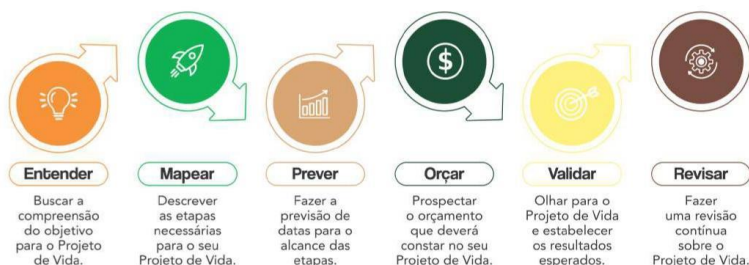 Entender
Buscar a
compreensão
do objetivo
para o Projeto
de Vida.
Mapear
Descrever
as etapas
necessárias
para o seu
Projeto de Vida.
Prever
Fazer a
previsão de
datas para o
alcance das
etapas.
Orçar
Prospectar
o orçamento
que deverá
constar no seu
Projeto de Vida.
Validar
Olhar para o
Projeto de Vida
e estabelecer
os resultados
esperados.
Revisar
Fazer
uma revisão
contínua
sobre o
Projeto de Vida.